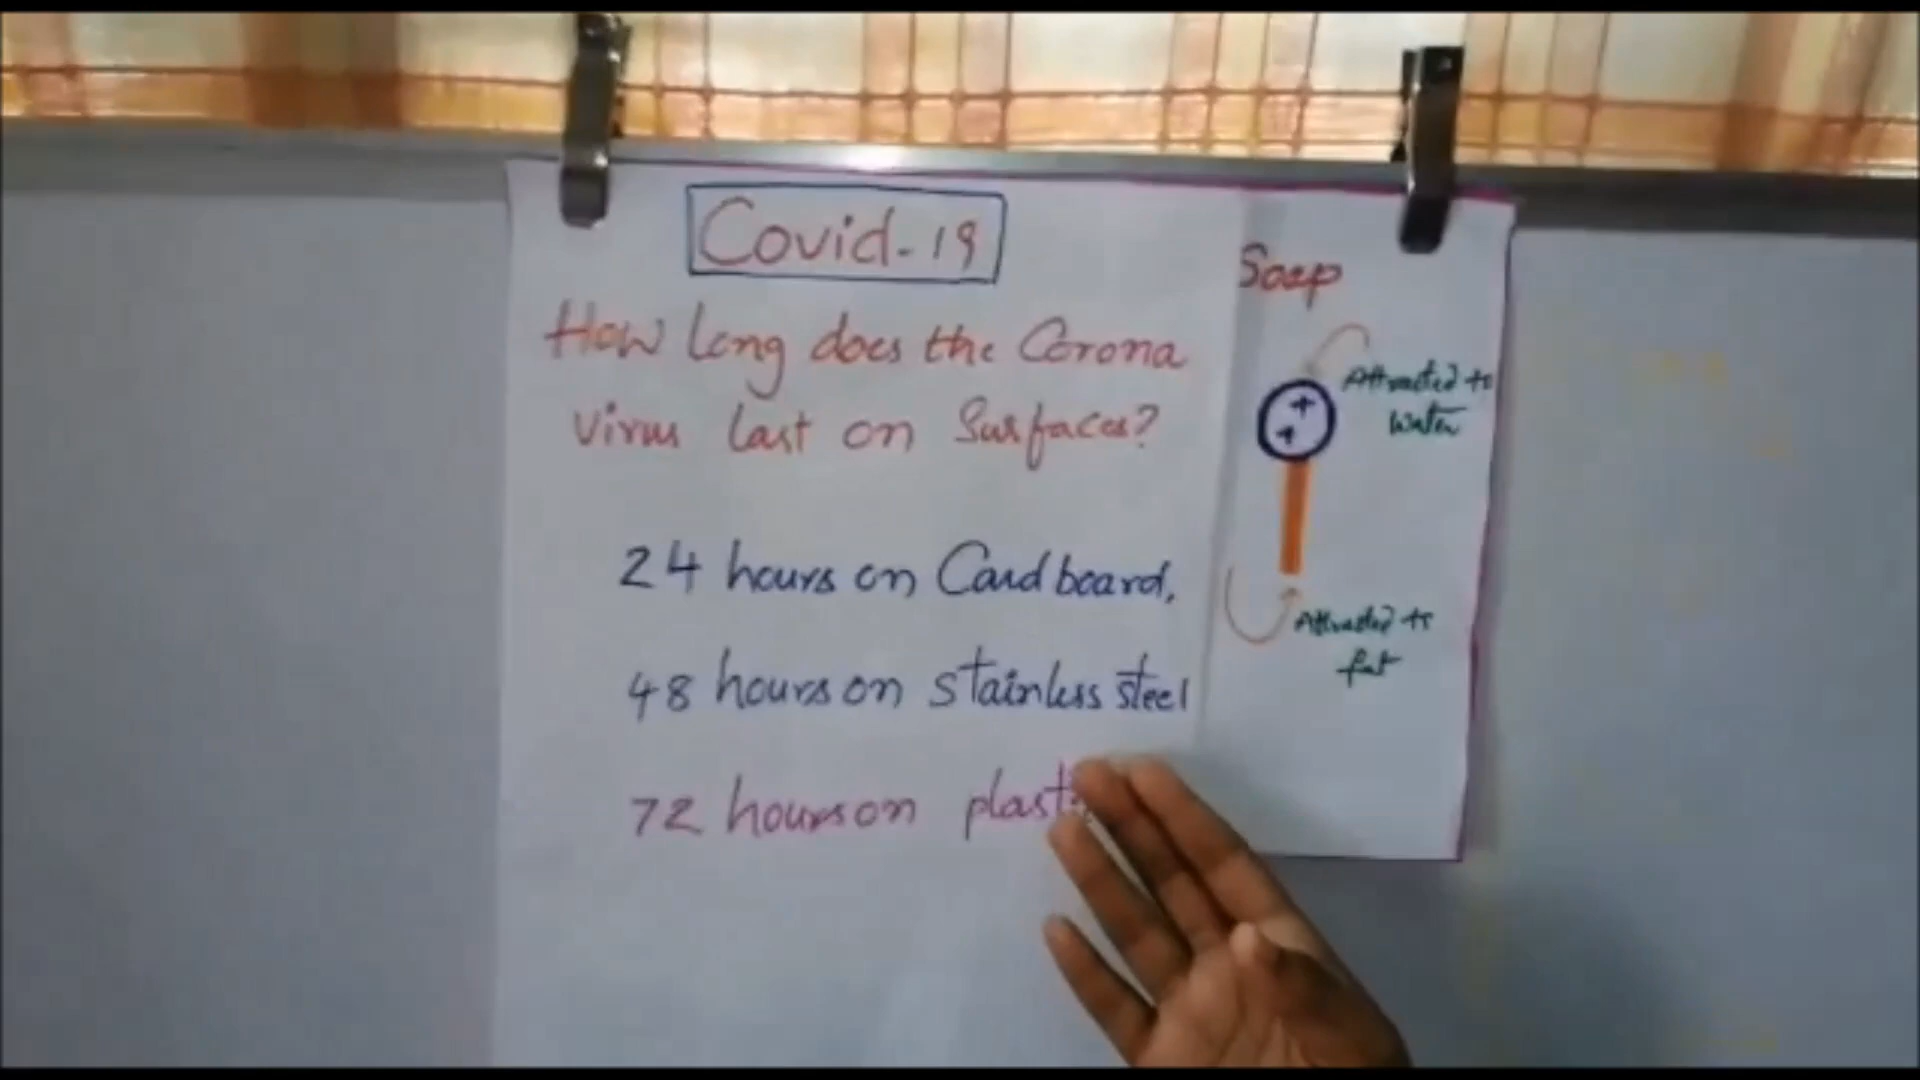 Covid-19
How long does the Corona
virus last on Surfaces?
24 hours on Cardboard,
48 hours on stainless steel
72 hours on
Soap
Attracted to
Water
+
+
Attracted to
fat